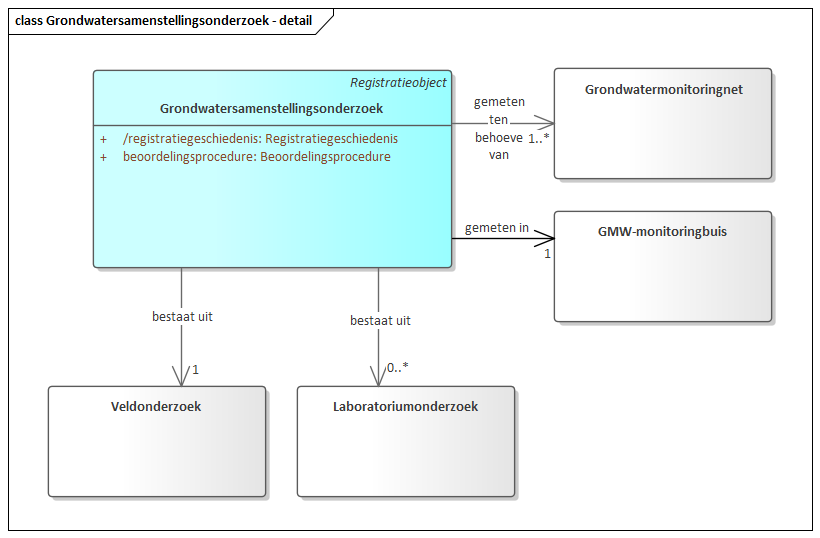 class Grondwatersamenstellingsonderzoek - detail
Registratieobject
Grondwatersamenstellingsonderzoek
+ /registratiegeschiedenis: Registratiegeschiedenis
+ beoordelingsprocedure: Beoordelingsprocedure
gemeten
ten
behoeve
van
1..*
Grondwatermonitoringnet
gemeten in
1
GMW-monitoringbuis
bestaat uit
1
bestaat uit
0..*
Veldonderzoek
Laboratoriumonderzoek